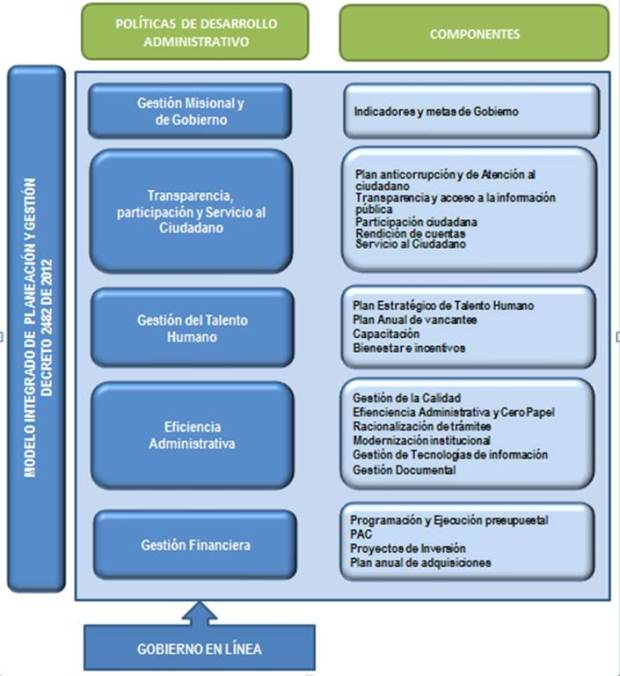 POLÍTICAS DE DESARROLLO
ADMINISTRATIVO
COMPONENTES
MODELO INTEGRADO DE PLANEACIÓN Y GESTIÓN
DECRETO 2482 DE 2012
Gestión Misional y
de Gobierno
Indicadores y metas de Gobierno
Transparencia,
participación y Servicio al
Ciudadano
Plan anticorrupción y de Atención al
ciudadano
Transparencia y acceso a la información
pública
Participación ciudadana
Rendición de cuentas
Servicio al Ciudadano
Gestión del Talento
Humano
Plan Estratégico de Talento Humano
Plan Anual de vancantes
Capacitación
Bienestar e incentivos
Eficiencia
Administrativa
Gestión de la Calidad
Efienciencia Administrativa y Cero Papel
Racionalización de trámites
Modernización institucional
Gestión de Tecnologías de información
Gestión Documental
Gestión Financiera
Programación y Ejecución presupuestal
PAC
Proyectos de Inversión
Plan anual de adquisiciones
GOBIERNO EN LÍNEA